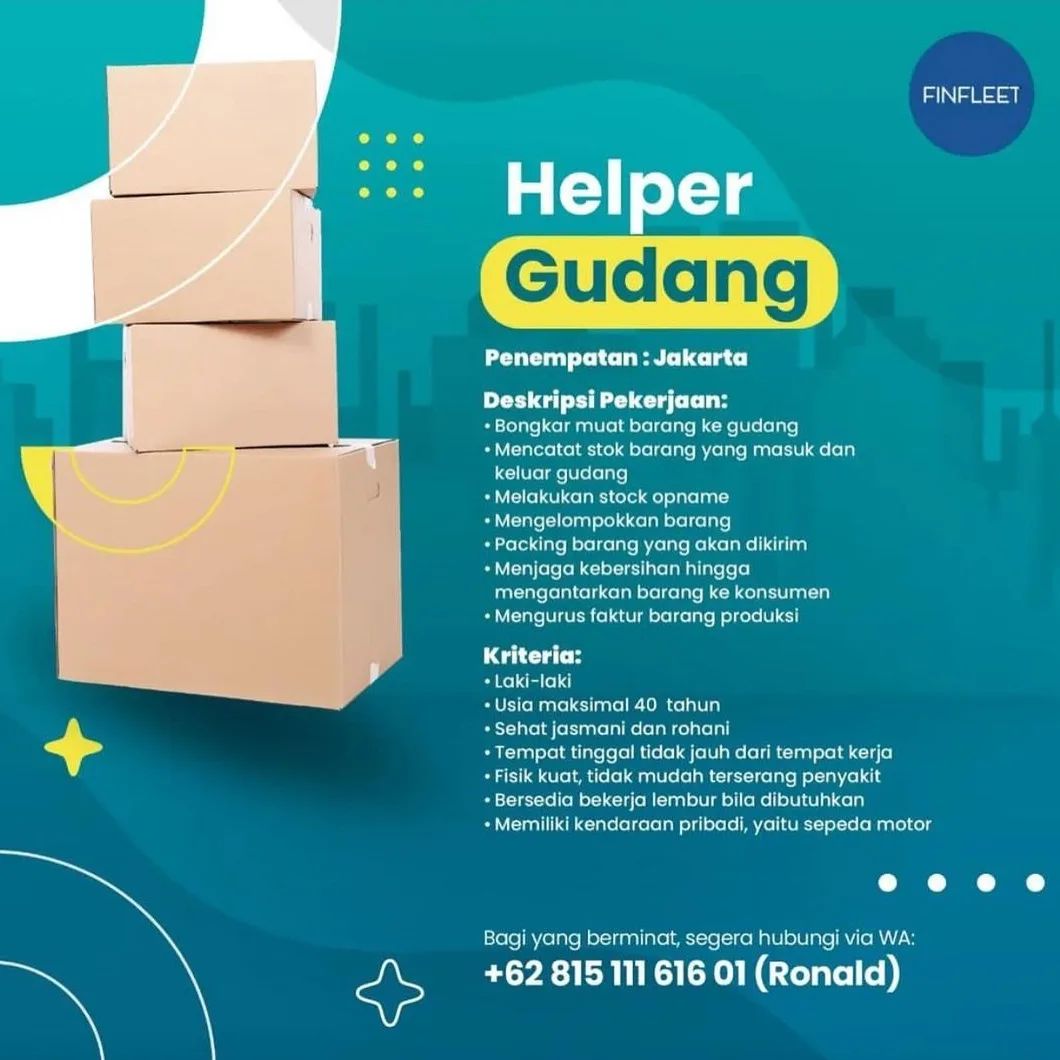 FINFLEET
Helper
Gudang
Penempatan : Jakarta
Deskripsi Pekerjaan:
• Bongkar muat barang ke gudang
• Mencatat stok barang yang masuk dan
keluar gudang
• Melakukan stock opname
• Mengelompokkan barang
• Packing barang yang akan dikirim
• Menjaga kebersihan hingga
mengantarkan barang ke konsumen
• Mengurus faktur barang produksi
Kriteria:
• Laki-laki
• Usia maksimal 40 tahun
• Sehat jasmani dan rohani
• Tempat tinggal tidak jauh dari tempat kerja
• Fisik kuat, tidak mudah terserang penyakit
• Bersedia bekerja lembur bila dibutuhkan
• Memiliki kendaraan pribadi, yaitu sepeda motor
Bagi yang berminat, segera hubungi via WA:
+62 815 111 616 01 (Ronald)